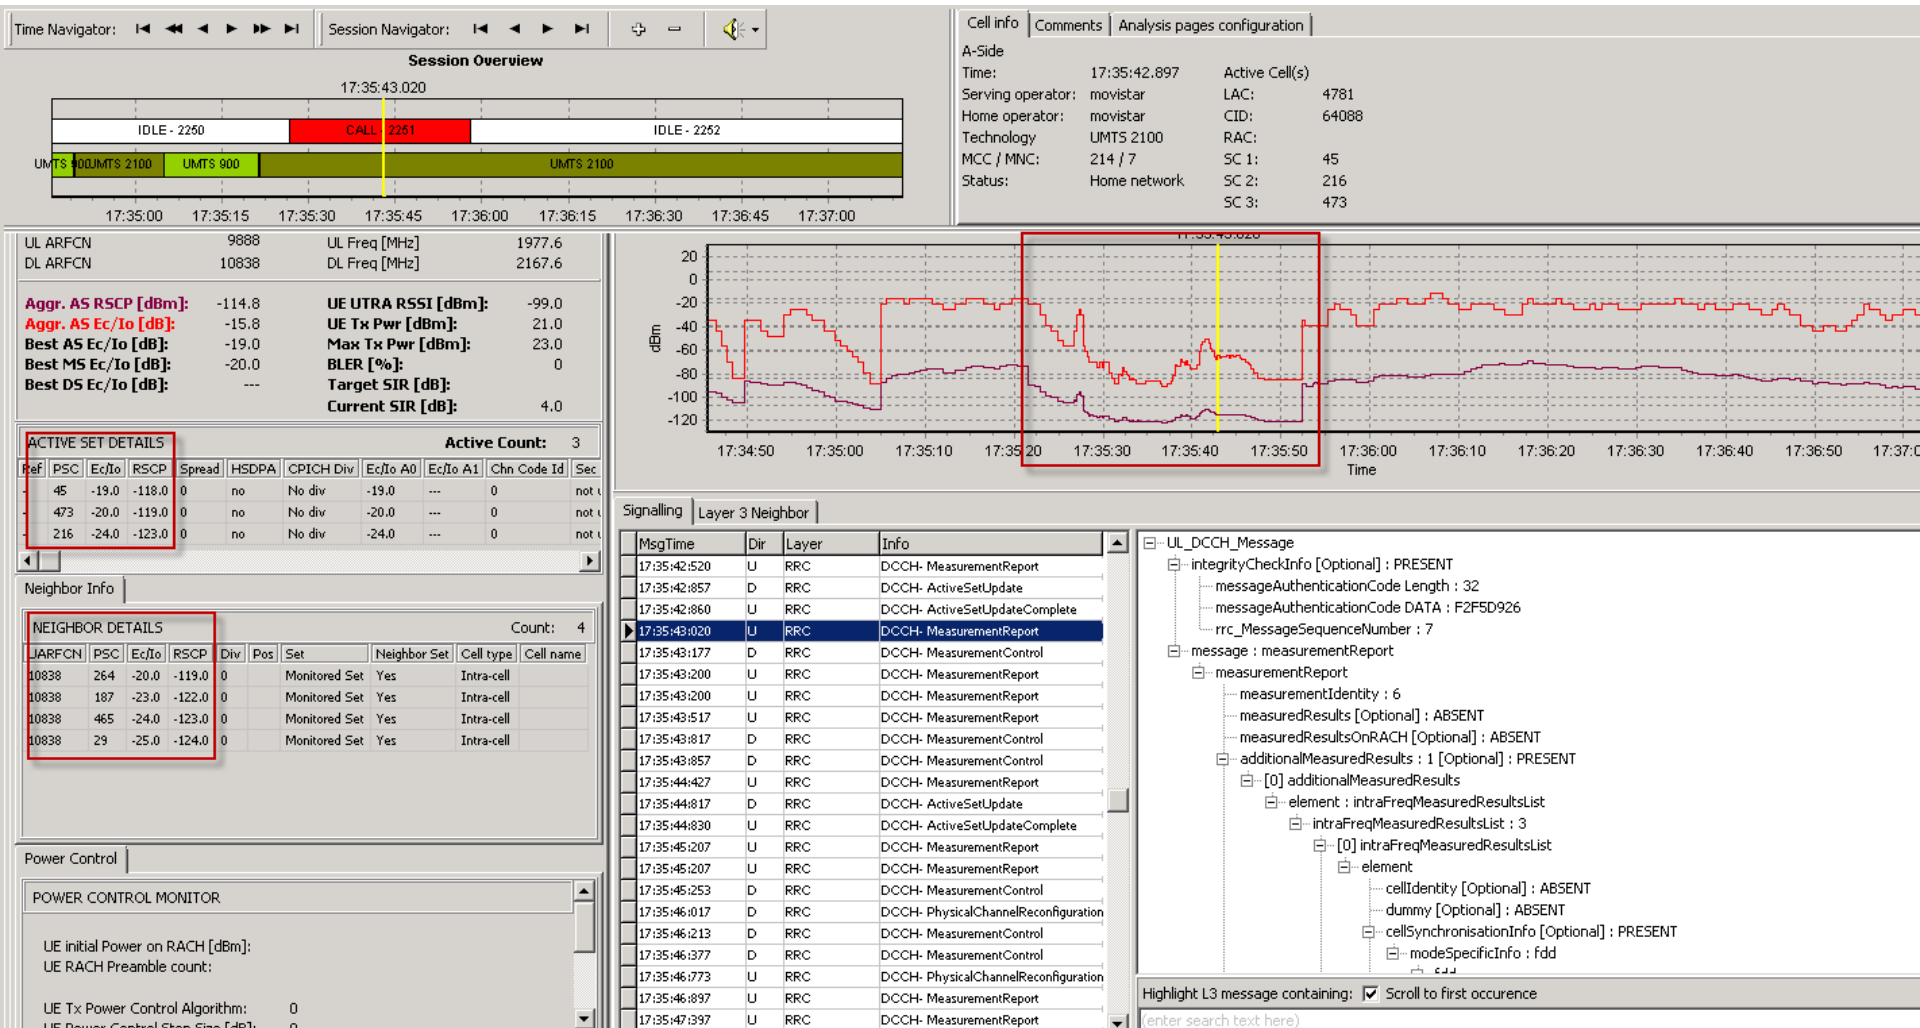 Time Navigator:
Session Navigator:
Session Overview
17:35:43.020
IDLE - 2250
CALL - 2251
IDLE - 2252
UMTS 2100
UMTS 900
UMTS 2100
17:35:00 17:35:15 17:35:30 17:35:45 17:36:00 17:36:15 17:36:30 17:36:45 17:37:00
Cell info Comments Analysis pages configuration
A-Side
Time: 17:35:42.897 Active Cell(s)
Serving operator: movistar LAC: 4781
Home operator: movistar CID: 64088
Technology UMTS 2100 RAC:
MCC / MNC: 214 / 7 SC 1: 45
Status: Home network SC 2: 216
SC 3: 473
UL ARFCN 9888 UL Freq [MHz] 1977.6
DL ARFCN 10838 DL Freq [MHz] 2167.6
Aggr. AS RSCP [dBm]: -114.8 UE UTRA RSSI [dBm]: -99.0
Aggr. AS Ec/Io [dB]: -15.8 UE Tx Pwr [dBm]: 21.0
Best AS Ec/Io [dB]: -19.0 Max Tx Pwr [dBm]: 23.0
Best MS Ec/Io [dB]: -20.0 BLER [%]: 0
Best DS Ec/Io [dB]: --- Target SIR [dB]:
Current SIR [dB]: 4.0
ACTIVE SET DETAILS Active Count: 3
Ref PSC Ec/Io RSCP Spread HSDPA CPICH Div Ec/Io A0 Ec/Io A1 Chn Code Id Sec
- 45 -19.0 -118.0 0 no No div -19.0 --- 0 not
- 473 -20.0 -119.0 0 no No div -20.0 --- 0 not
- 216 -24.0 -123.0 0 no No div -24.0 --- 0 not
Neighbor Info
NEIGHBOR DETAILS Count: 4
UARFCN PSC Ec/Io RSCP Div Pos Set Neighbor Set Cell type Cell name
10838 264 -20.0 -119.0 0 Monitored Set Yes Intra-cell
10838 187 -23.0 -122.0 0 Monitored Set Yes Intra-cell
10838 465 -24.0 -123.0 0 Monitored Set Yes Intra-cell
10838 29 -25.0 -124.0 0 Monitored Set Yes Intra-cell
Power Control
POWER CONTROL MONITOR
UE initial Power on RACH [dBm]:
UE RACH Preamble count:
UE Tx Power Control Algorithm: 0
UE Power Control Step Size [dB]: 0
17:35:43.020
20
0
-20
-40
-60
-80
-100
-120
dBm
17:34:50 17:35:00 17:35:10 17:35:20 17:35:30 17:35:40 17:35:50 17:36:00 17:36:10 17:36:20 17:36:30 17:36:40 17:36:50 17:37:0
Time
Signalling Layer 3 Neighbor
MsgTime Dir Layer Info
17:35:42:520 U RRC DCCH- MeasurementReport
17:35:42:857 D RRC DCCH- ActiveSetUpdate
17:35:42:860 U RRC DCCH- ActiveSetUpdateComplete
17:35:43:020 U RRC DCCH- MeasurementReport
17:35:43:177 D RRC DCCH- MeasurementControl
17:35:43:200 U RRC DCCH- MeasurementReport
17:35:43:200 U RRC DCCH- MeasurementReport
17:35:43:517 U RRC DCCH- MeasurementReport
17:35:43:817 D RRC DCCH- MeasurementControl
17:35:43:857 D RRC DCCH- MeasurementControl
17:35:44:427 U RRC DCCH- MeasurementReport
17:35:44:817 D RRC DCCH- ActiveSetUpdate
17:35:44:830 U RRC DCCH- ActiveSetUpdateComplete
17:35:45:207 U RRC DCCH- MeasurementReport
17:35:45:207 U RRC DCCH- MeasurementReport
17:35:45:253 D RRC DCCH- MeasurementControl
17:35:46:017 D RRC DCCH- PhysicalChannelReconfiguration
17:35:46:213 D RRC DCCH- MeasurementControl
17:35:46:377 D RRC DCCH- MeasurementControl
17:35:46:773 U RRC DCCH- PhysicalChannelReconfiguration
17:35:46:897 U RRC DCCH- MeasurementReport
17:35:47:397 U RRC DCCH- MeasurementReport
UL_DCCH_Message
integrityCheckInfo [Optional] : PRESENT
messageAuthenticationCode Length : 32
messageAuthenticationCode DATA : F2F5D926
rrc_MessageSequenceNumber : 7
message : measurementReport
measurementReport
measurementIdentity : 6
measuredResults [Optional] : ABSENT
measuredResultsOnRACH [Optional] : ABSENT
additionalMeasuredResults : 1 [Optional] : PRESENT
[0] additionalMeasuredResults
element : intraFreqMeasuredResultsList
intraFreqMeasuredResultsList : 3
[0] intraFreqMeasuredResultsList
element
cellIdentity [Optional] : ABSENT
dummy [Optional] : ABSENT
cellSynchronisationInfo [Optional] : PRESENT
modeSpecificInfo : fdd
fdd
Highlight L3 message containing: Scroll to first occurence
(enter search text here)